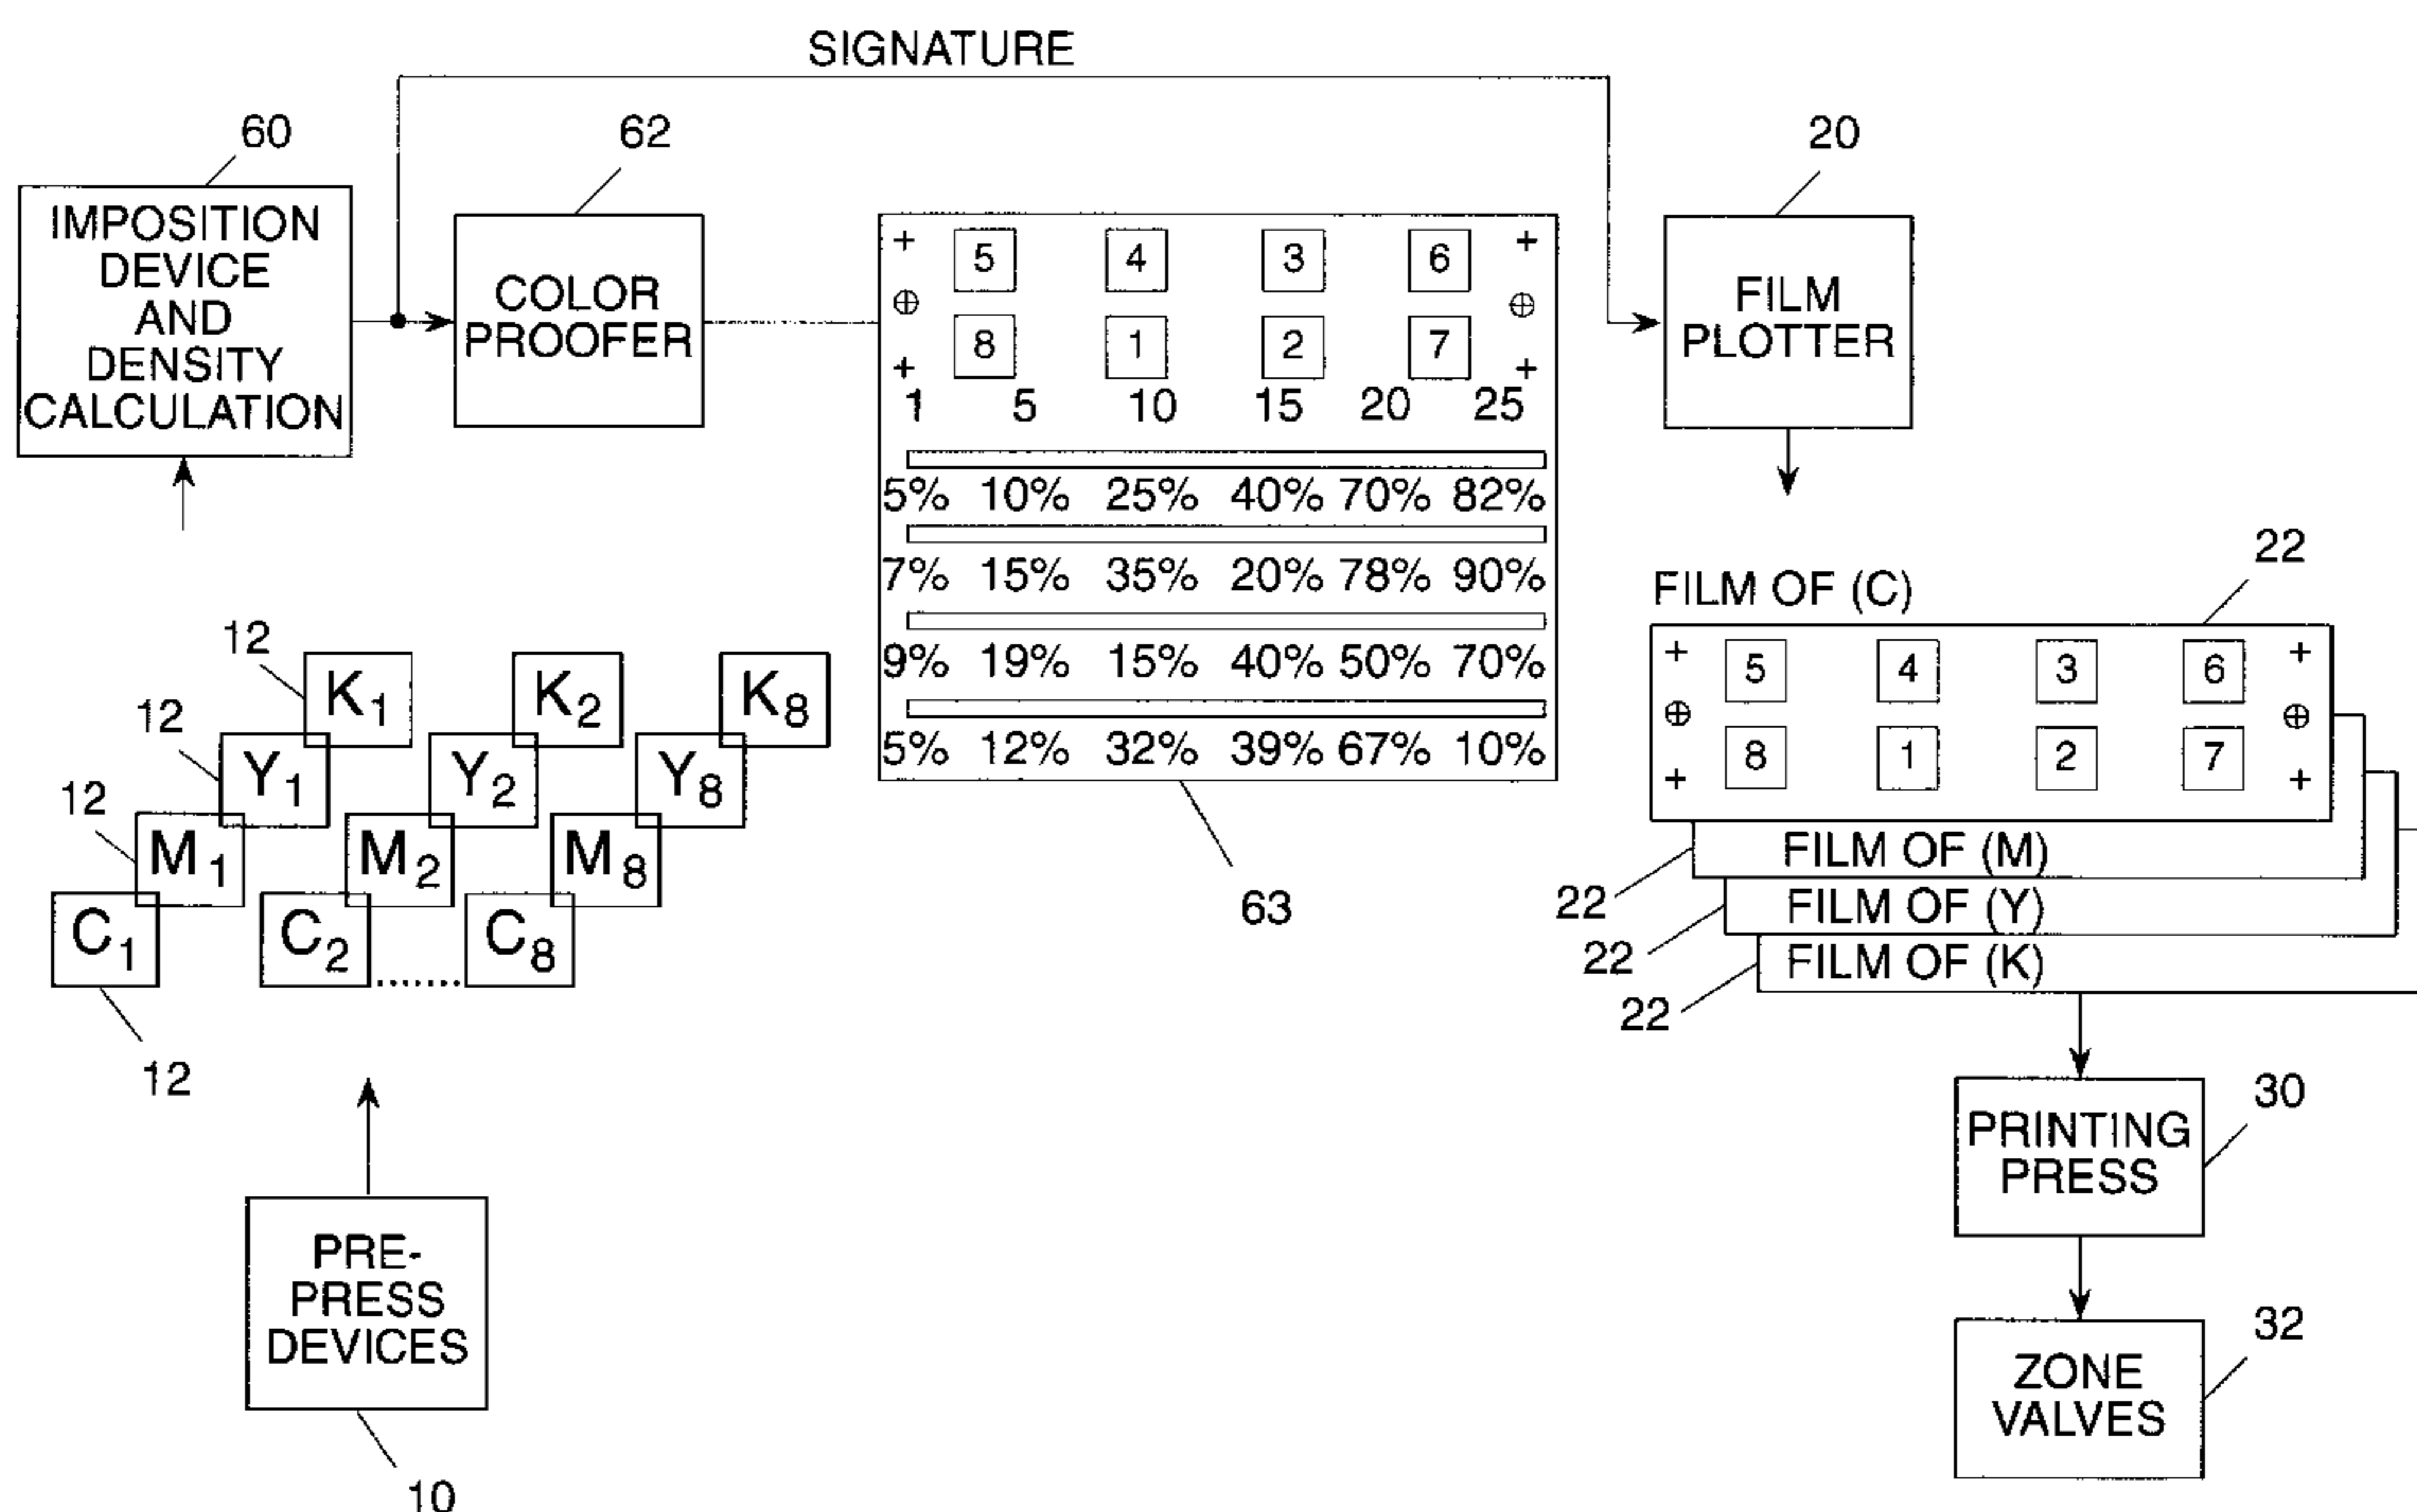 SIGNATURE
60
62
20
IMPOSITION
DEVICE
AND
DENSITY
CALCULATION
COLOR
PROOFER
+ 5 4 3 6 +
⊕ ⊕
+ 8 1 2 7 +
1 5 10 15 20 25
5% 10% 25% 40% 70% 82%
7% 15% 35% 20% 78% 90%
9% 19% 15% 40% 50% 70%
5% 12% 32% 39% 67% 10%
63
FILM
PLOTTER
12 K1 K2 K8
12 Y1 Y2 Y8
12 M1 M2 M8
C1 C2 ....... C8
12
PRE-
PRESS
DEVICES
10
22
FILM OF (C)
+ 5 4 3 6 +
⊕ ⊕
+ 8 1 2 7 +
FILM OF (M)
22
FILM OF (Y)
22
FILM OF (K)
22
30
PRINTING
PRESS
32
ZONE
VALVES